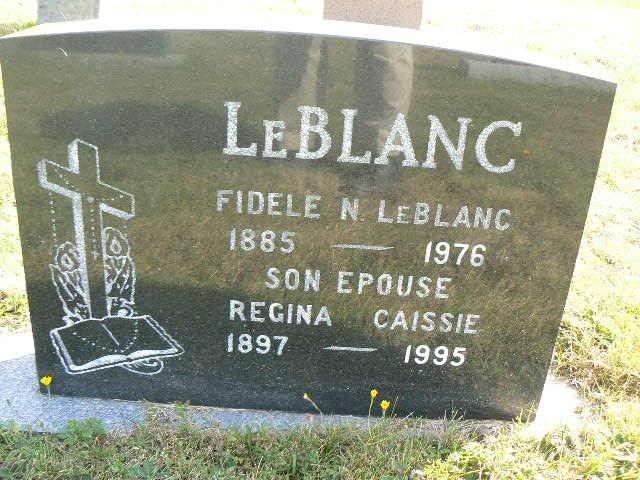 LeBLANC
FIDELE N. LeBLANC
1885 — 1976
SON EPOUSE
REGINA CAISSIE
1897 — 1995